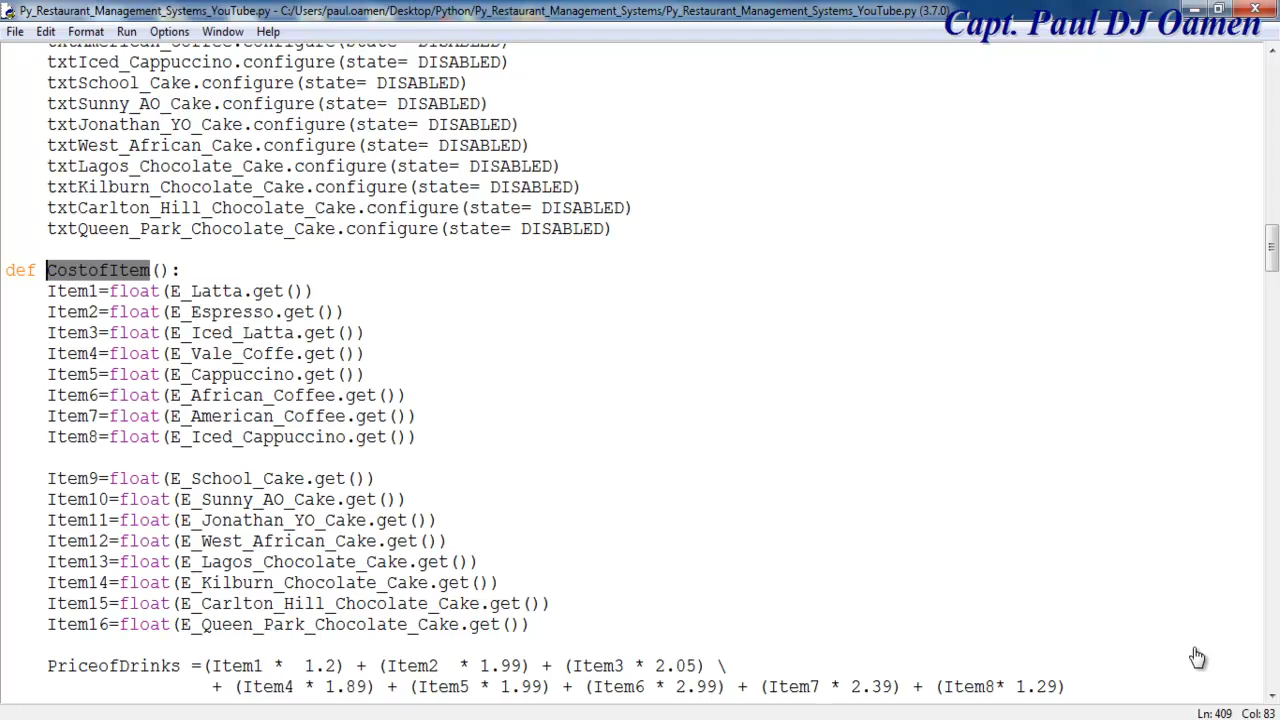 Py_Restaurant_Management_Systems_YouTube.py - C:/Users/paul.oamen/Desktop/Python/Py_Restaurant_Management_Systems/Py_Restaurant_Management_Systems_YouTube.py (3.7.0)
Capt. Paul DJ Oamen
File Edit Format Run Options Window Help
txtAmerican_Coffee.configure(state= DISABLED)
txtIced_Cappuccino.configure(state= DISABLED)
txtSchool_Cake.configure(state= DISABLED)
txtSunny_AO_Cake.configure(state= DISABLED)
txtJonathan_YO_Cake.configure(state= DISABLED)
txtWest_African_Cake.configure(state= DISABLED)
txtLagos_Chocolate_Cake.configure(state= DISABLED)
txtKilburn_Chocolate_Cake.configure(state= DISABLED)
txtCarlton_Hill_Chocolate_Cake.configure(state= DISABLED)
txtQueen_Park_Chocolate_Cake.configure(state= DISABLED)
def CostofItem():
Item1=float(E_Latta.get())
Item2=float(E_Espresso.get())
Item3=float(E_Iced_Latta.get())
Item4=float(E_Vale_Coffe.get())
Item5=float(E_Cappuccino.get())
Item6=float(E_African_Coffee.get())
Item7=float(E_American_Coffee.get())
Item8=float(E_Iced_Cappuccino.get())
Item9=float(E_School_Cake.get())
Item10=float(E_Sunny_AO_Cake.get())
Item11=float(E_Jonathan_YO_Cake.get())
Item12=float(E_West_African_Cake.get())
Item13=float(E_Lagos_Chocolate_Cake.get())
Item14=float(E_Kilburn_Chocolate_Cake.get())
Item15=float(E_Carlton_Hill_Chocolate_Cake.get())
Item16=float(E_Queen_Park_Chocolate_Cake.get())
PriceofDrinks =(Item1 * 1.2) + (Item2 * 1.99) + (Item3 * 2.05) \
+ (Item4 * 1.89) + (Item5 * 1.99) + (Item6 * 2.99) + (Item7 * 2.39) + (Item8* 1.29)
Ln: 409 Col: 83